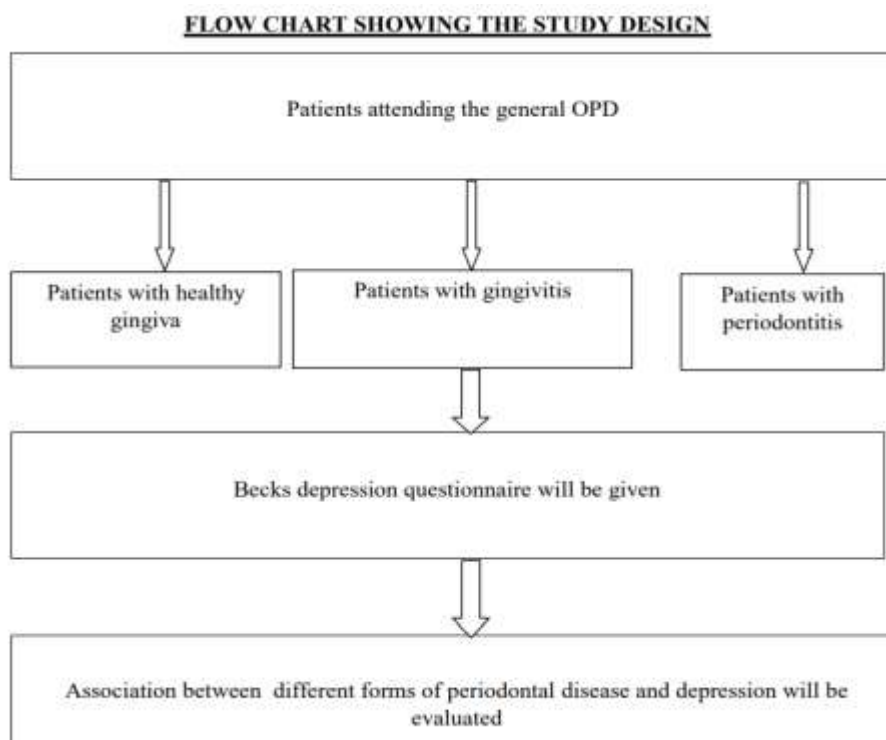 FLOW CHART SHOWING THE STUDY DESIGN
Patients attending the general OPD
Patients with healthy
gingiva
Patients with gingivitis
Patients with
periodontitis
Becks depression questionnaire will be given
Association between different forms of periodontal disease and depression will be
evaluated